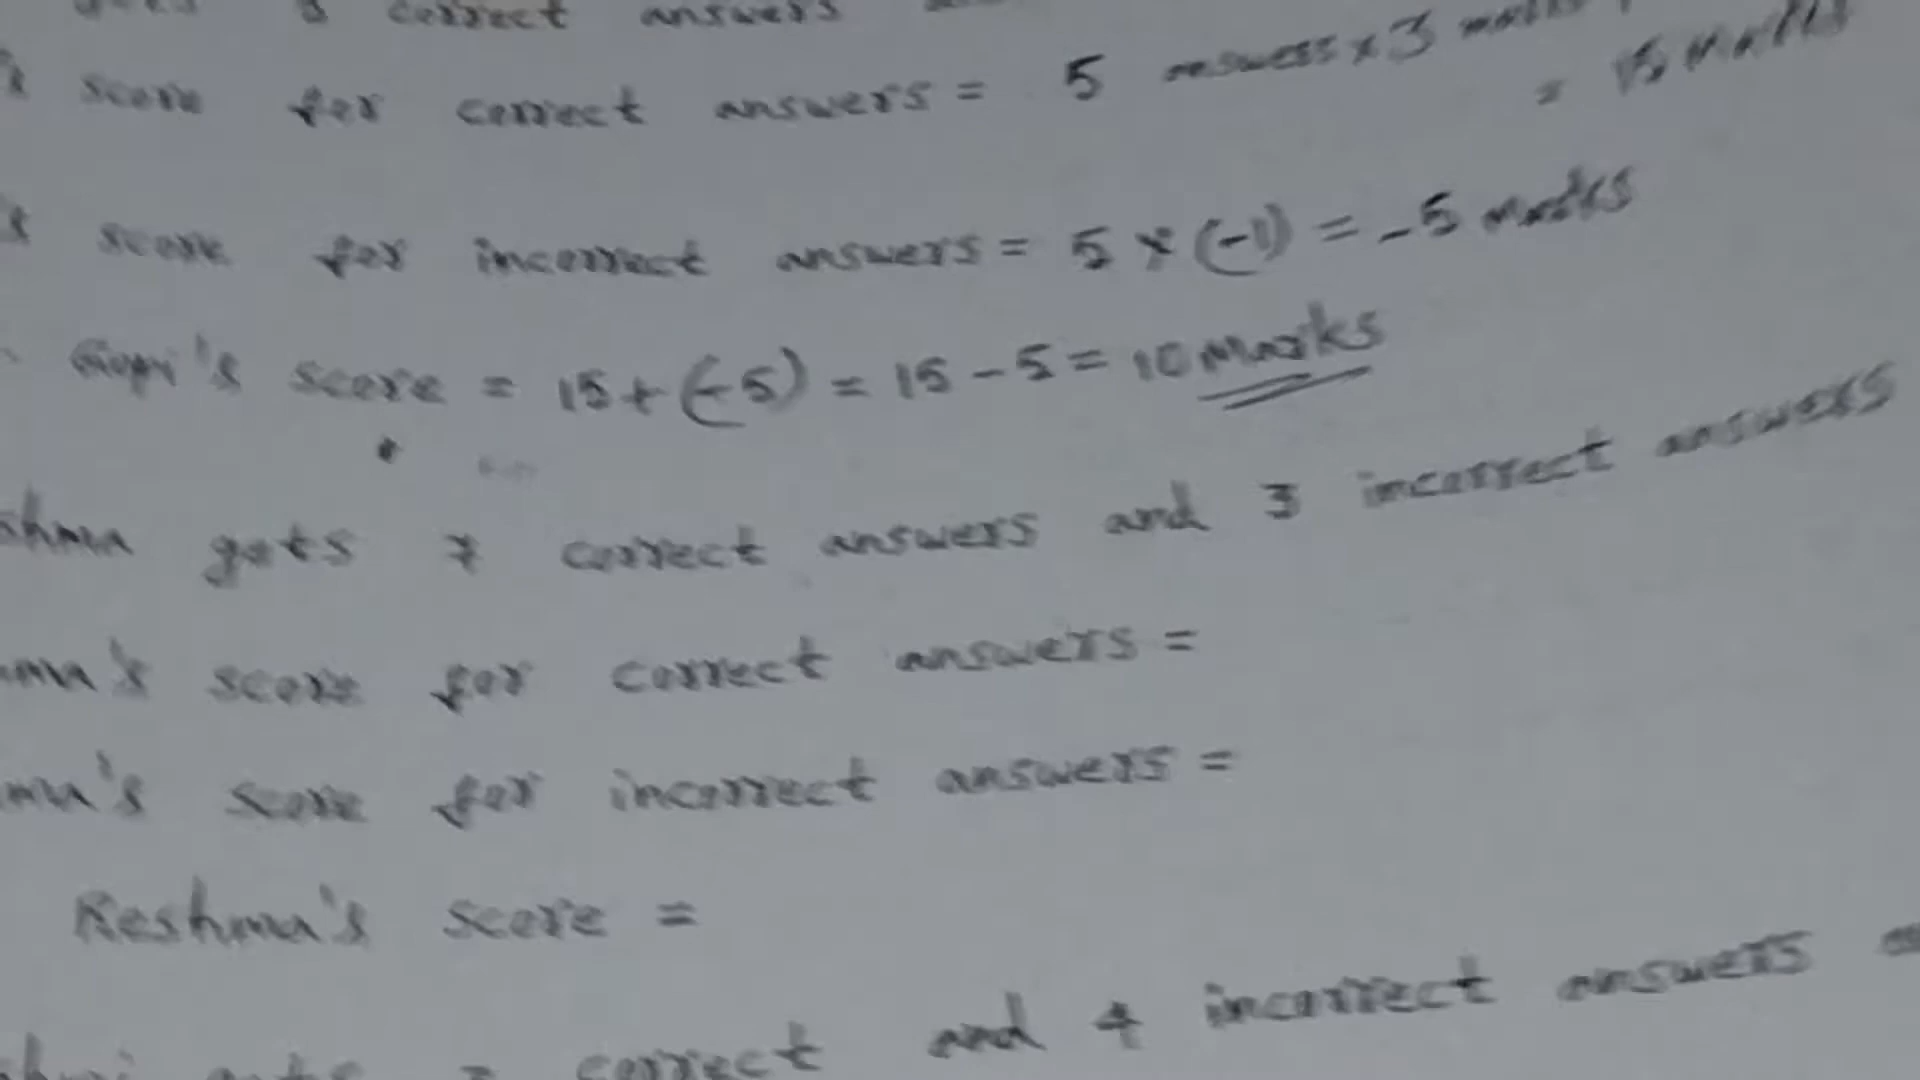 correct answers
score for correct answers = 5 answers x 3 marks
= 15 Marks
score for incorrect answers = 5 x (-1) = -5 marks
Gopi's score = 15 + (-5) = 15 - 5 = 10 Marks
gets 7 correct answers and 3 incorrect answers
score for correct answers =
score for incorrect answers =
Reshma's score =
correct and 4 incorrect answers